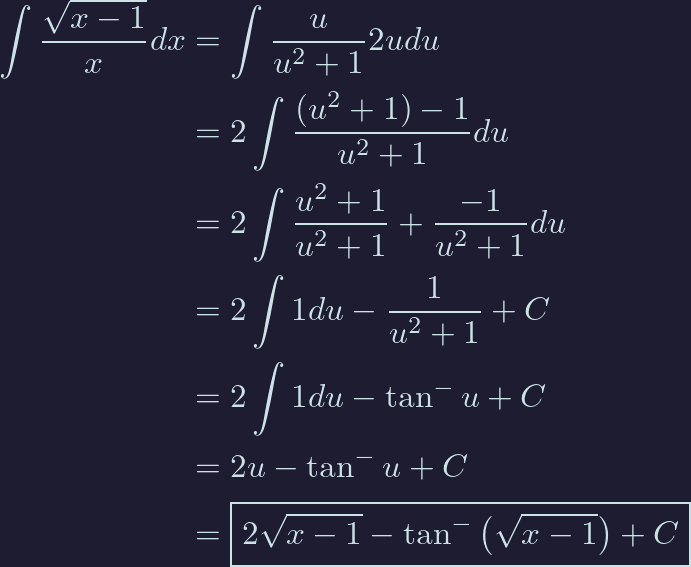 ∫ √(x − 1)/x dx = ∫ u/(u² + 1) 2udu
= 2 ∫ ((u² + 1) − 1)/(u² + 1) du
= 2 ∫ (u² + 1)/(u² + 1) + (−1)/(u² + 1) du
= 2 ∫ 1du − 1/(u² + 1) + C
= 2 ∫ 1du − tan⁻ u + C
= 2u − tan⁻ u + C
= 2√(x − 1) − tan⁻ (√(x − 1)) + C